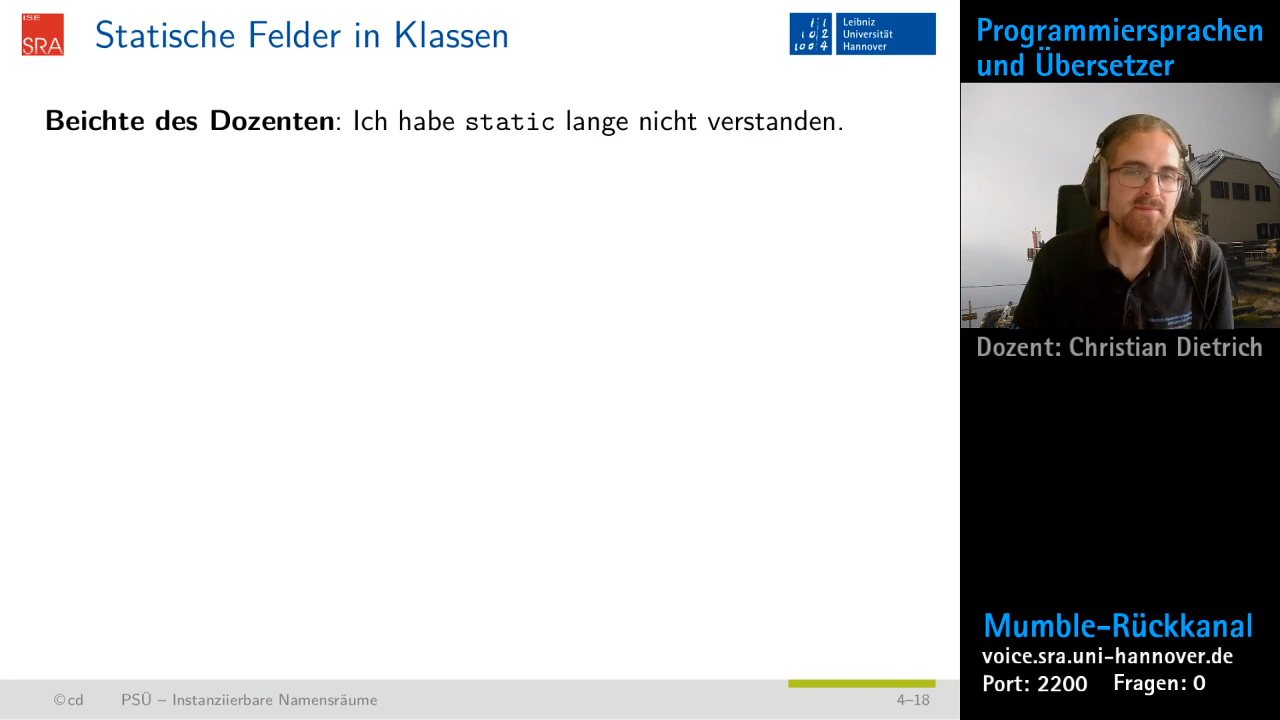 ISE
SRA
Statische Felder in Klassen
Leibniz
Universität
Hannover
Beichte des Dozenten: Ich habe static lange nicht verstanden.
©cd
PSÜ – Instanziierbare Namensräume
4–18
Programmiersprachen
und Übersetzer
Dozent: Christian Dietrich
Mumble-Rückkanal
voice.sra.uni-hannover.de
Port: 2200 Fragen: 0